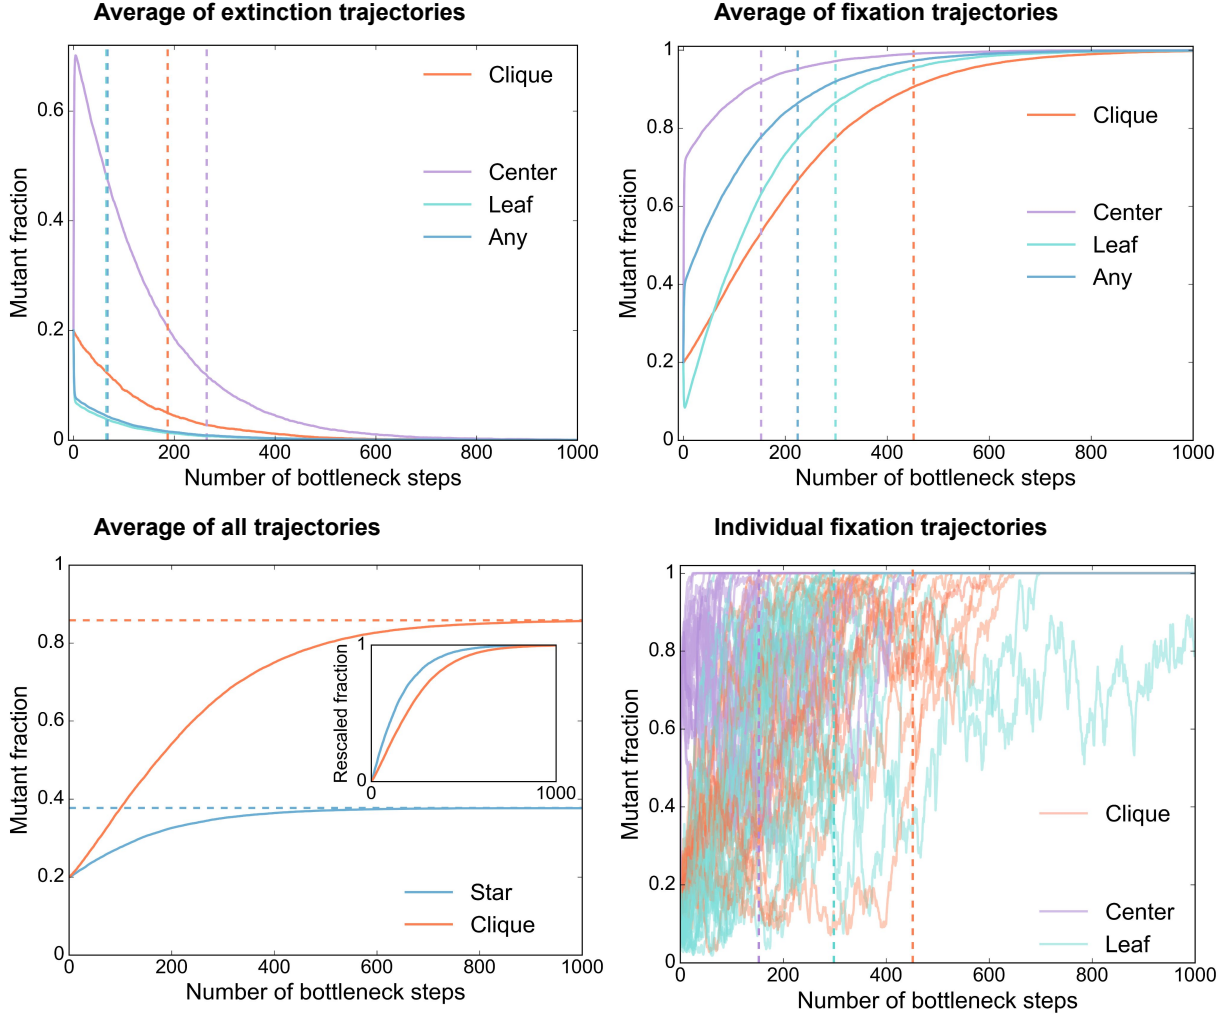 Average of extinction trajectories
Mutant fraction
0.6
0.4
0.2
0
Clique
Center
Leaf
Any
0
200
400
600
800
1000
Number of bottleneck steps
Average of fixation trajectories
Mutant fraction
1
0.8
0.6
0.4
0.2
0
Clique
Center
Leaf
Any
0
200
400
600
800
1000
Number of bottleneck steps
Average of all trajectories
Mutant fraction
1
0.8
0.6
0.4
0.2
0
Rescaled fraction
1
0
0
1000
Star
Clique
0
200
400
600
800
1000
Number of bottleneck steps
Individual fixation trajectories
Mutant fraction
1
0.8
0.6
0.4
0.2
0
Clique
Center
Leaf
0
200
400
600
800
1000
Number of bottleneck steps